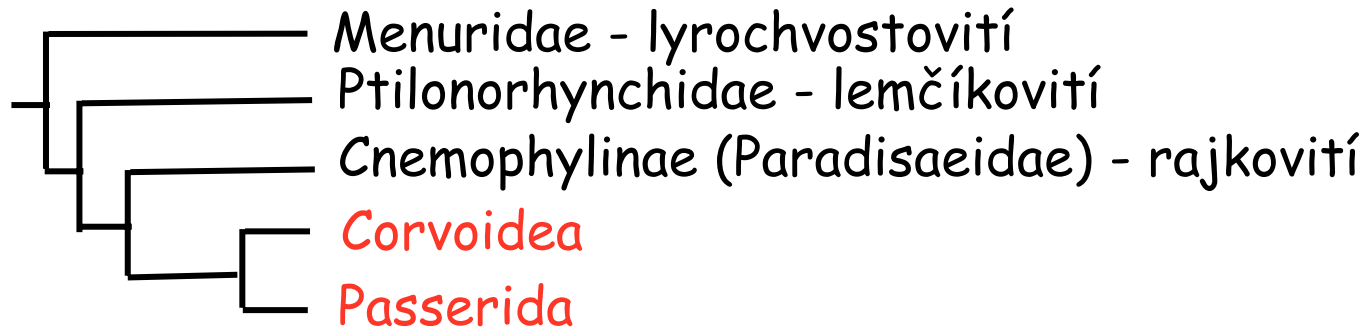 Menuridae - lyrochvostovití
Ptilonorhynchidae - lemčíkovití
Cnemophylinae (Paradisaeidae) - rajkovití
Corvoidea
Passerida